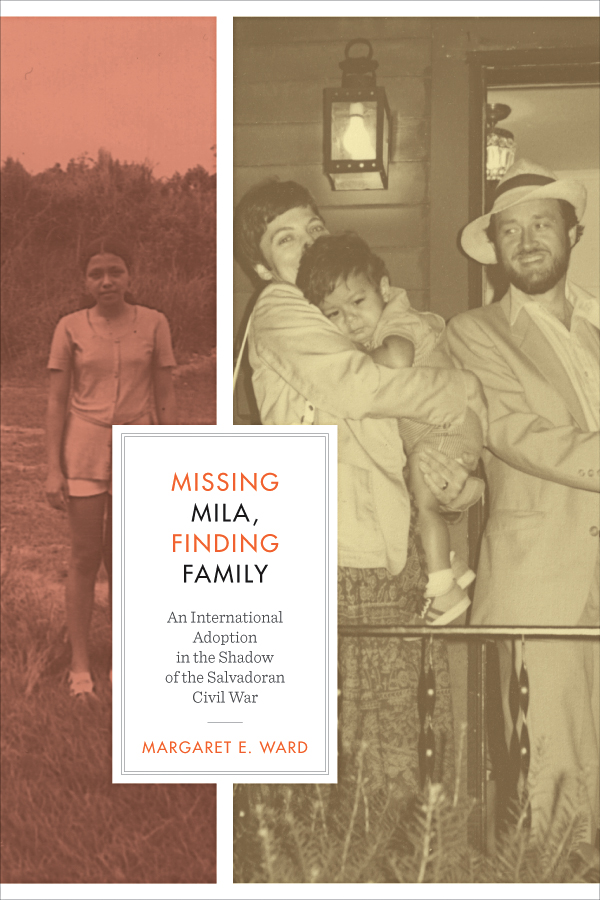 MISSING
MILA,
FINDING
FAMILY
An International
Adoption
in the Shadow
of the Salvadoran
Civil War
MARGARET E. WARD